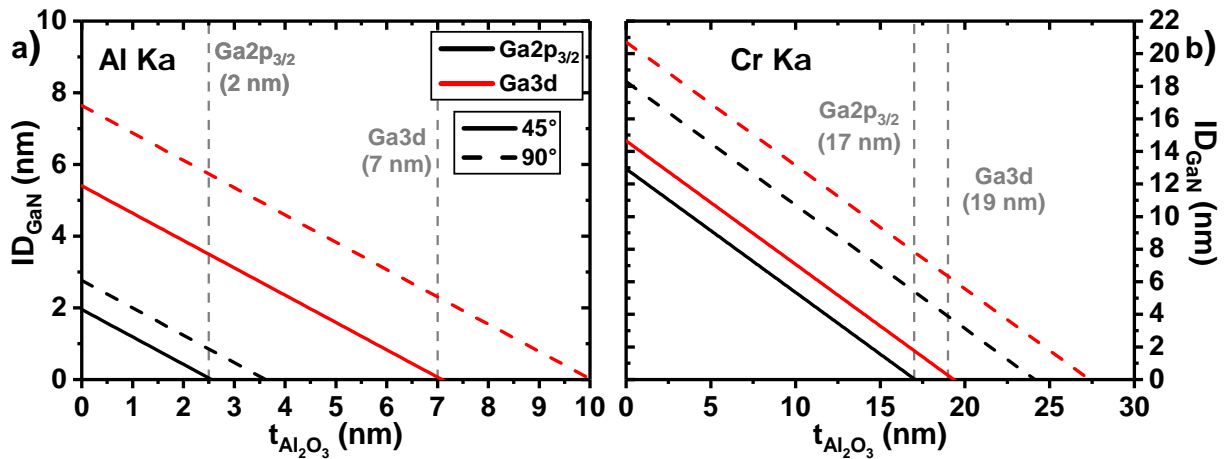 a)
Al Ka
Ga2p3/2
(2 nm)
Ga3d
(7 nm)
Ga2p3/2
Ga3d
45°
90°
IDGaN (nm)
10
8
6
4
2
0
0 1 2 3 4 5 6 7 8 9 10
tAl2O3 (nm)
b)
Cr Ka
Ga2p3/2
(17 nm)
Ga3d
(19 nm)
22
20
18
16
14
12
10
8
6
4
2
0
IDGaN (nm)
0 5 10 15 20 25 30
tAl2O3 (nm)